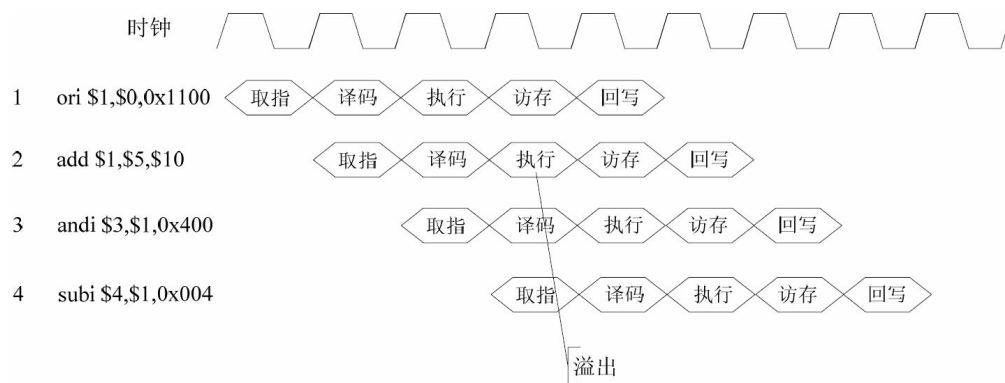 时钟
1 ori $1,$0,0x1100 取指 译码 执行 访存 回写
2 add $1,$5,$10 取指 译码 执行 访存 回写
3 andi $3,$1,0x400 取指 译码 执行 访存 回写
4 subi $4,$1,0x004 取指 译码 执行 访存 回写
溢出